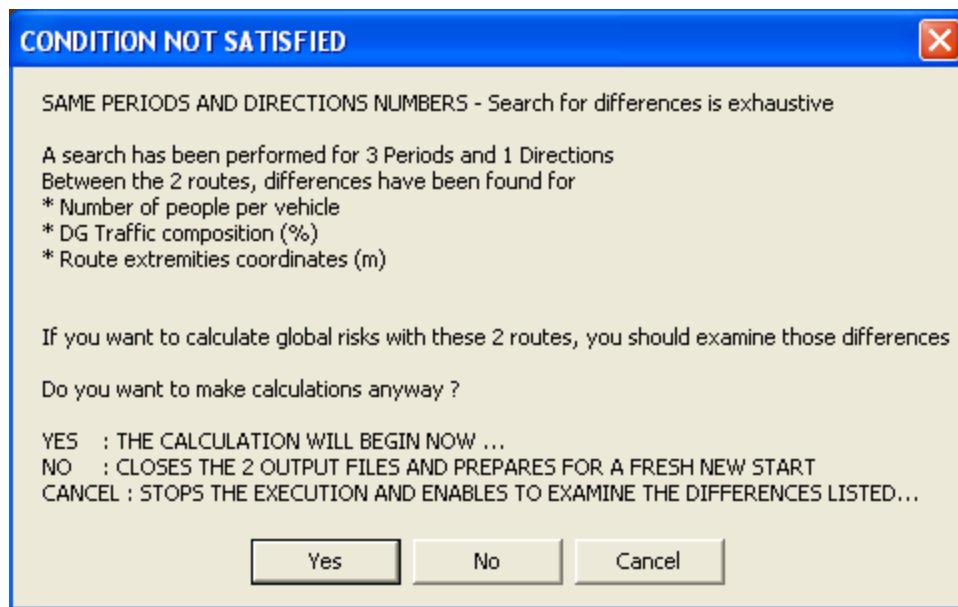 CONDITION NOT SATISFIED
SAME PERIODS AND DIRECTIONS NUMBERS - Search for differences is exhaustive
A search has been performed for 3 Periods and 1 Directions
Between the 2 routes, differences have been found for
* Number of people per vehicle
* DG Traffic composition (%)
* Route extremities coordinates (m)
If you want to calculate global risks with these 2 routes, you should examine those differences
Do you want to make calculations anyway ?
YES : THE CALCULATION WILL BEGIN NOW ...
NO : CLOSES THE 2 OUTPUT FILES AND PREPARES FOR A FRESH NEW START
CANCEL : STOPS THE EXECUTION AND ENABLES TO EXAMINE THE DIFFERENCES LISTED...
Yes No Cancel